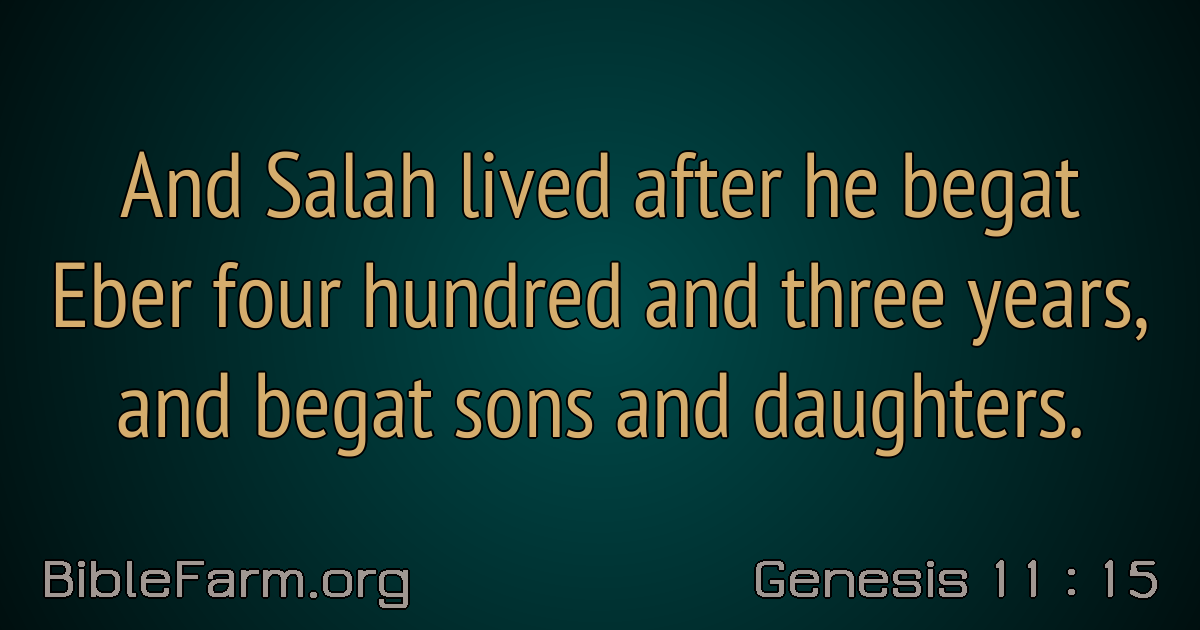 And Salah lived after he begat
Eber four hundred and three years,
and begat sons and daughters.
BibleFarm.org
Genesis 11 : 15